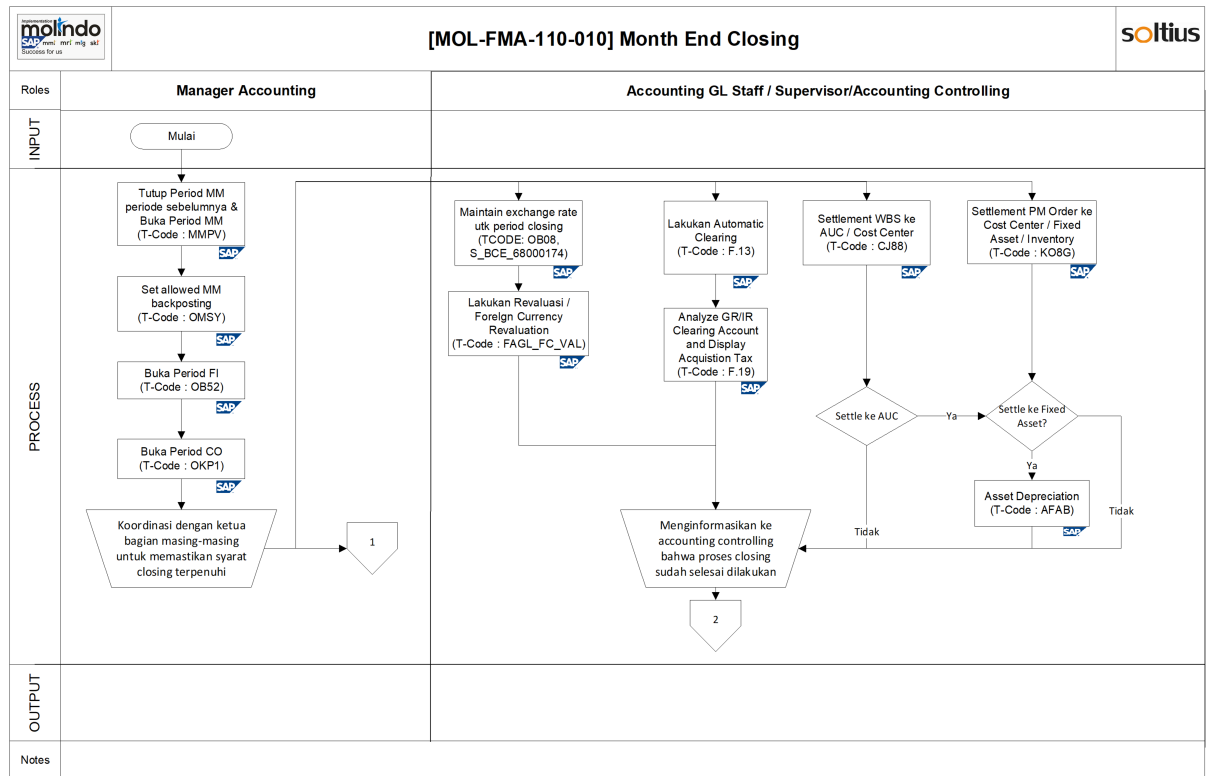 Implementation
molindo
SAP mmi mri mlg ski
Success for us
[MOL-FMA-110-010] Month End Closing
soltius
Roles
Manager Accounting
Accounting GL Staff / Supervisor/Accounting Controlling
INPUT
Mulai
PROCESS
Tutup Period MM
periode sebelumnya &
Buka Period MM
(T-Code : MMPV)
SAP
Set allowed MM
backposting
(T-Code : OMSY)
SAP
Buka Period FI
(T-Code : OB52)
SAP
Buka Period CO
(T-Code : OKP1)
SAP
Koordinasi dengan ketua
bagian masing-masing
untuk memastikan syarat
closing terpenuhi
1
Maintain exchange rate
utk period closing
(TCODE: OB08,
S_BCE_68000174)
SAP
Lakukan Revaluasi /
Foreign Currency
Revaluation
(T-Code : FAGL_FC_VAL)
SAP
Lakukan Automatic
Clearing
(T-Code : F.13)
SAP
Analyze GR/IR
Clearing Account
and Display
Acquistion Tax
(T-Code : F.19)
SAP
Settlement WBS ke
AUC / Cost Center
(T-Code : CJ88)
SAP
Settle ke AUC
Ya
Tidak
Settlement PM Order ke
Cost Center / Fixed
Asset / Inventory
(T-Code : KO8G)
SAP
Settle ke Fixed
Asset?
Ya
Tidak
Asset Depreciation
(T-Code : AFAB)
SAP
Menginformasikan ke
accounting controlling
bahwa proses closing
sudah selesai dilakukan
2
OUTPUT
Notes